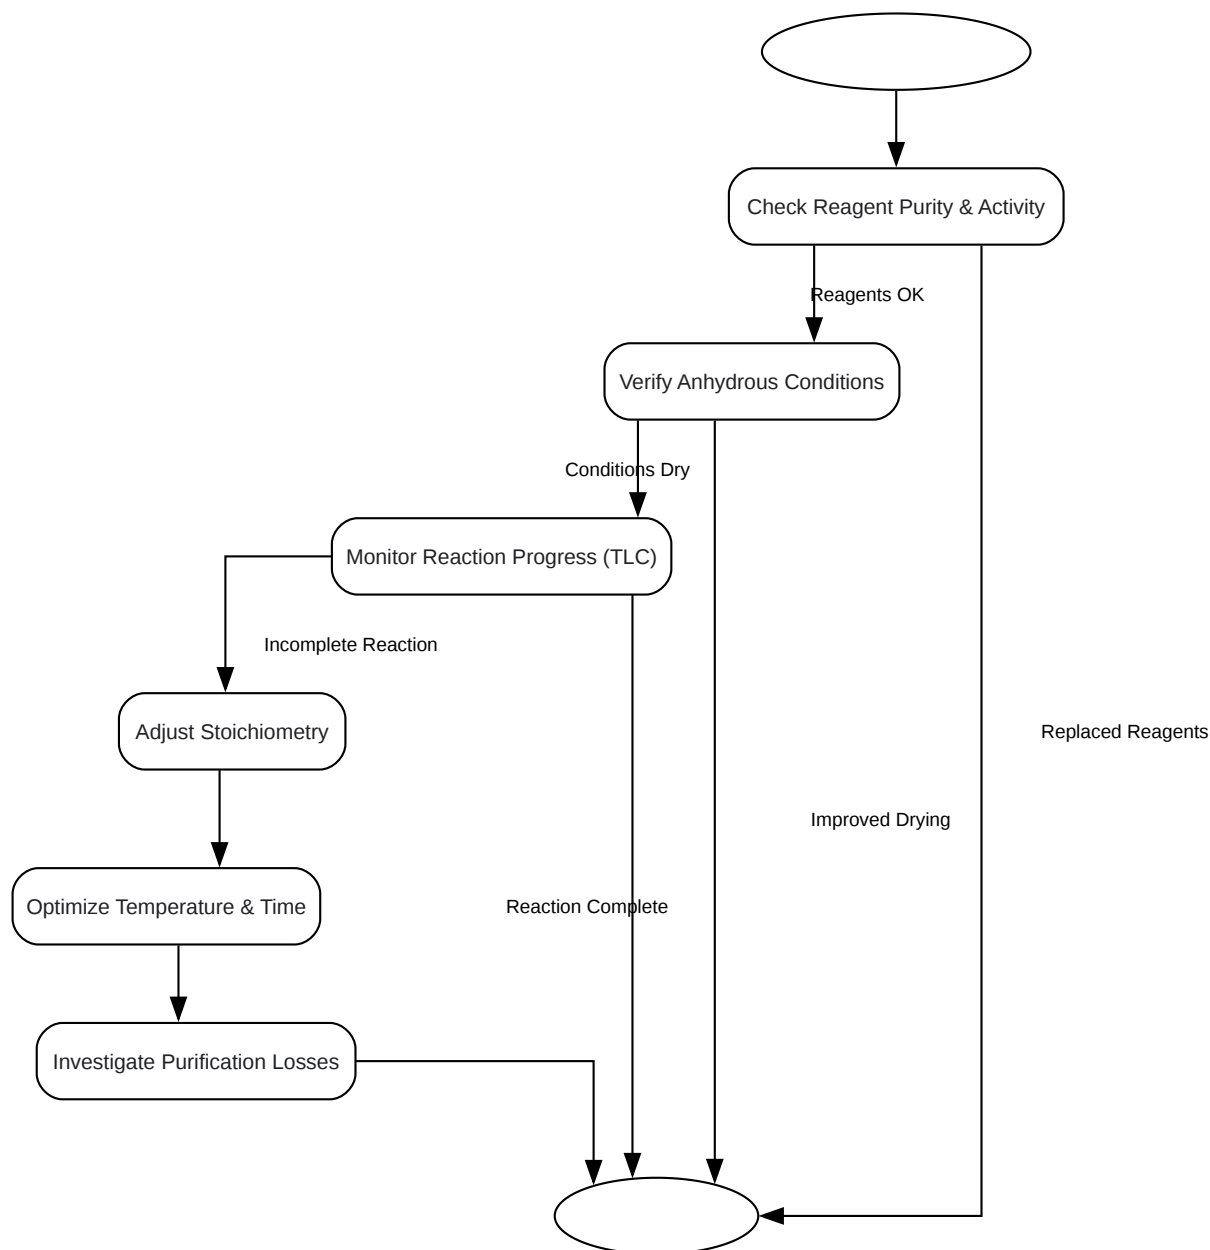 Check Reagent Purity & Activity
Reagents OK
Verify Anhydrous Conditions
Conditions Dry
Monitor Reaction Progress (TLC)
Incomplete Reaction
Adjust Stoichiometry
Replaced Reagents
Improved Drying
Optimize Temperature & Time
Reaction Complete
Investigate Purification Losses